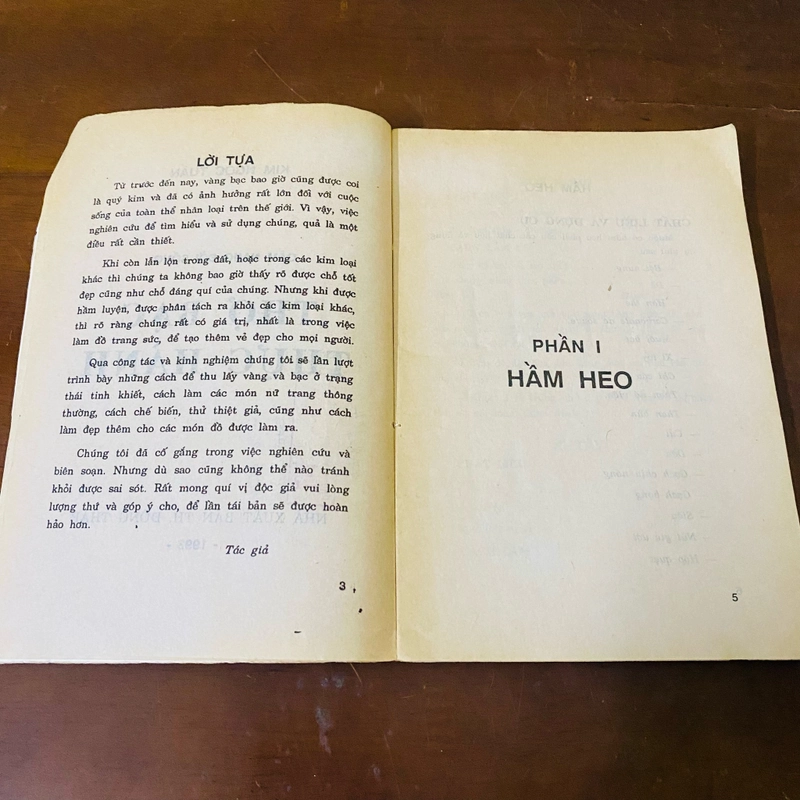 LỜI TỰA
Từ trước đến nay, vàng bạc bao giờ cũng được coi
là quý kim và đã có ảnh hưởng rất lớn đối với cuộc
sống của toàn thể nhân loại trên thế giới. Vì vậy, việc
nghiên cứu để tìm hiểu và sử dụng chúng, quả là một
điều rất cần thiết.
Khi còn lẩn lộn trong đất, hoặc trong các kim loại
khác thì chúng ta không bao giờ thấy rõ được chỗ tốt
đẹp cũng như chỗ đáng quí của chúng. Nhưng khi được
hầm luyện, được phân tách ra khỏi các kim loại khác,
thì rõ ràng chúng rất có giá trị, nhất là trong việc
làm đồ trang sức, để tạo thêm vẻ đẹp cho mọi người.
Qua công tác và kinh nghiệm chúng tôi sẽ lần lượt
trình bày những cách để thu lấy vàng và bạc ở trạng
thái tinh khiết, cách làm các món nữ trang thông
thường, cách chế biến, thử thiệt giả, cũng như cách
làm đẹp thêm cho các món đồ được làm ra.
Chúng tôi đã cố gắng trong việc nghiên cứu và
biên soạn. Nhưng dù sao cũng không thể nào tránh
khỏi được sai sót. Rất mong quí vị độc giả vui lòng
lượng thư và góp ý cho, để lần tái bản sẽ được hoàn
hảo hơn.
Tác giả
3
PHẦN I
HẦM HEO
5